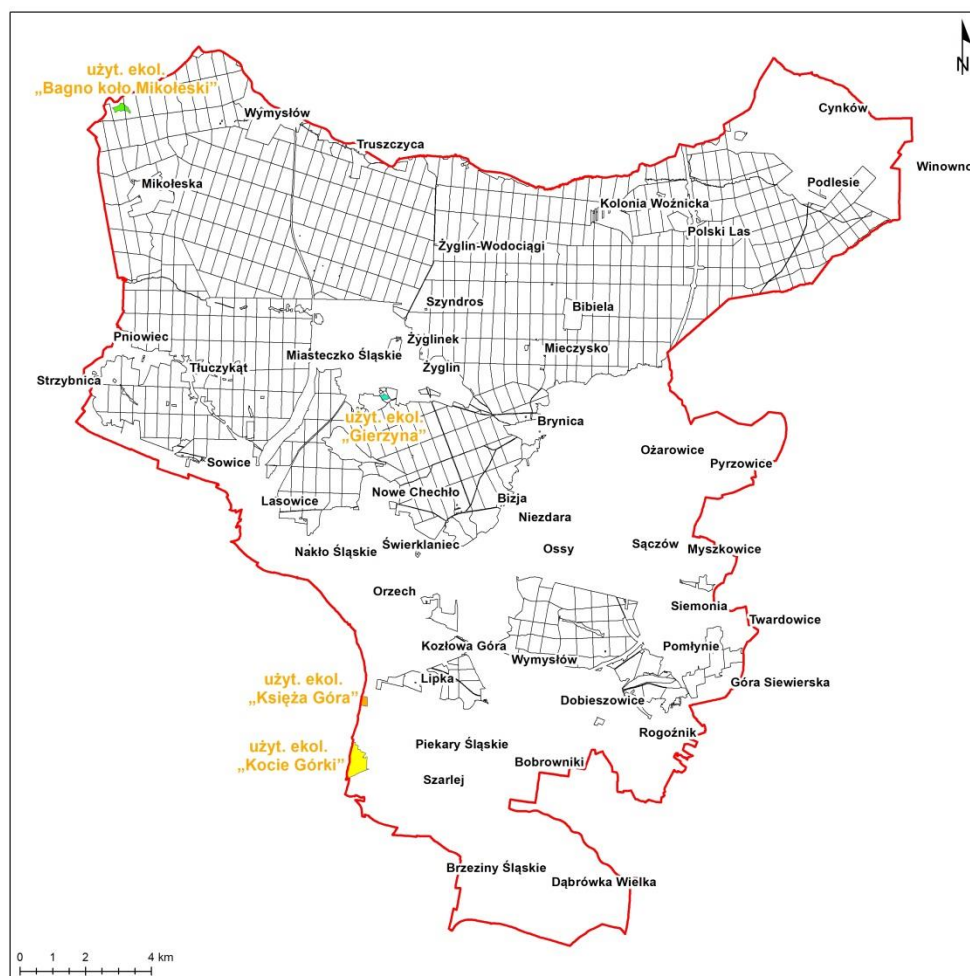 N
użyt. ekol.
„Bagno koło Mikołeski”
Cynków
Wymysłów
Truszczyca
Winowno
Mikołeska
Podlesie
Kolonia Woźnicka
Polski Las
Żyglin-Wodociągi
Szyndros
Bibiela
Pniowiec
Żyglinek
Mieczysko
Miasteczko Śląskie
Tłuczykąt
Żyglin
Strzybnica
użyt. ekol.
„Gierzyna”
Brynica
Ożarowice
Sowice
Pyrzowice
Lasowice
Nowe Chechło
Bizja
Niezdara
Nakło Śląskie
Świerklaniec
Ossy
Sączów
Myszkowice
Orzech
Siemonia
Twardowice
Kozłowa Góra
Wymysłów
Pomłynie
użyt. ekol.
„Księża Góra”
Lipka
Góra Siewierska
Dobieszowice
Rogoźnik
użyt. ekol.
„Kocie Górki”
Piekary Śląskie
Bobrowniki
Szarlej
Brzeziny Śląskie
Dąbrówka Wielka
0 1 2 4 km